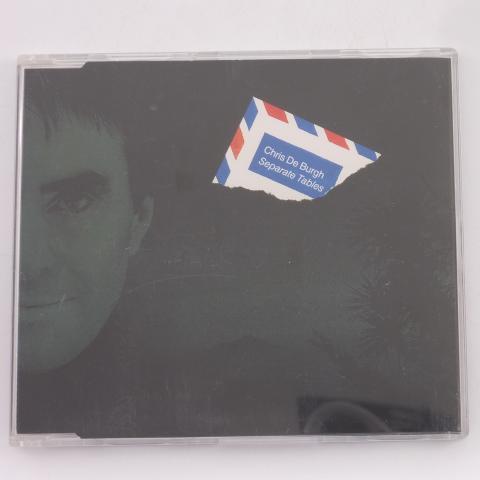 Chris De Burgh
Separate Tables